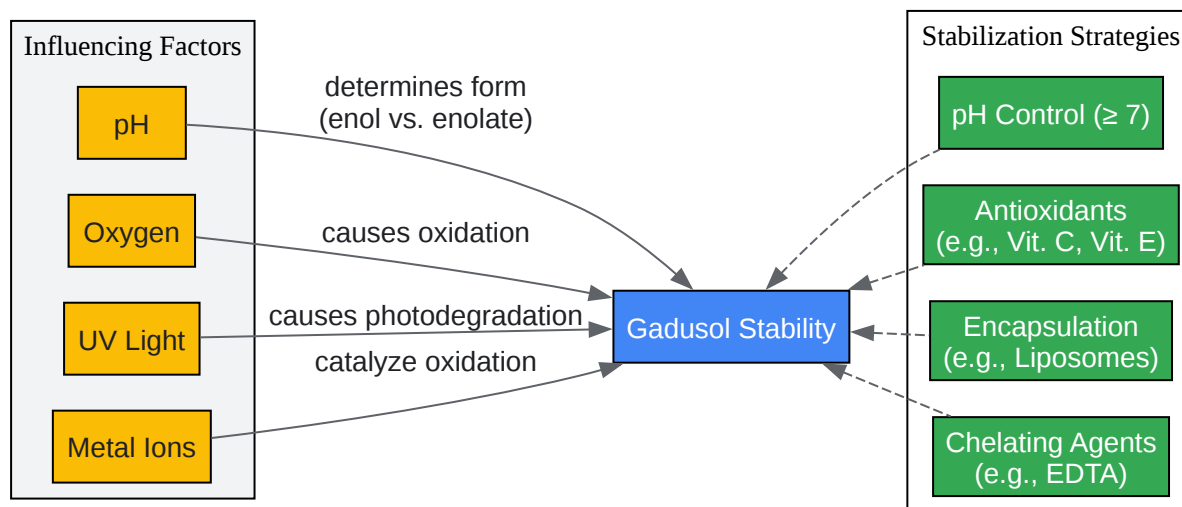 Influencing Factors
pH
Oxygen
UV Light
Metal Ions
determines form
(enol vs. enolate)
causes oxidation
causes photodegradation
catalyze oxidation
Gadusol Stability
Stabilization Strategies
pH Control (≥ 7)
Antioxidants
(e.g., Vit. C, Vit. E)
Encapsulation
(e.g., Liposomes)
Chelating Agents
(e.g., EDTA)